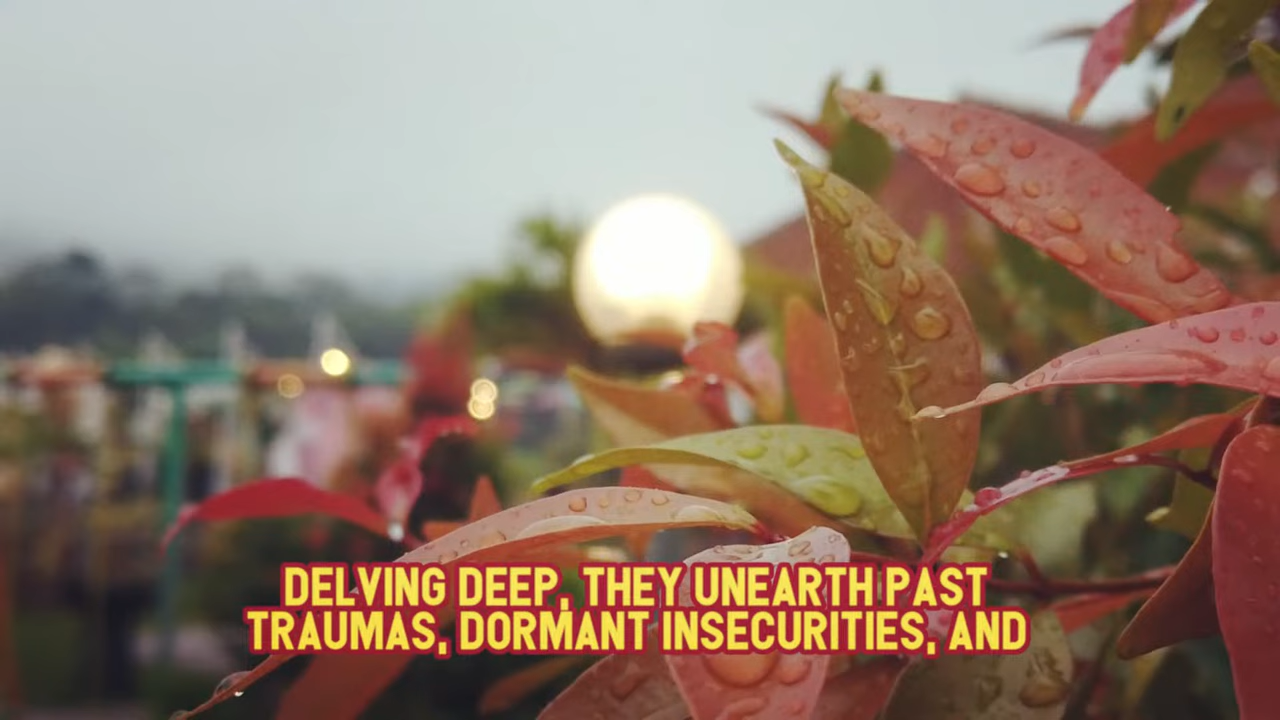 DELVING DEEP, THEY UNEARTH PAST
TRAUMAS, DORMANT INSECURITIES, AND